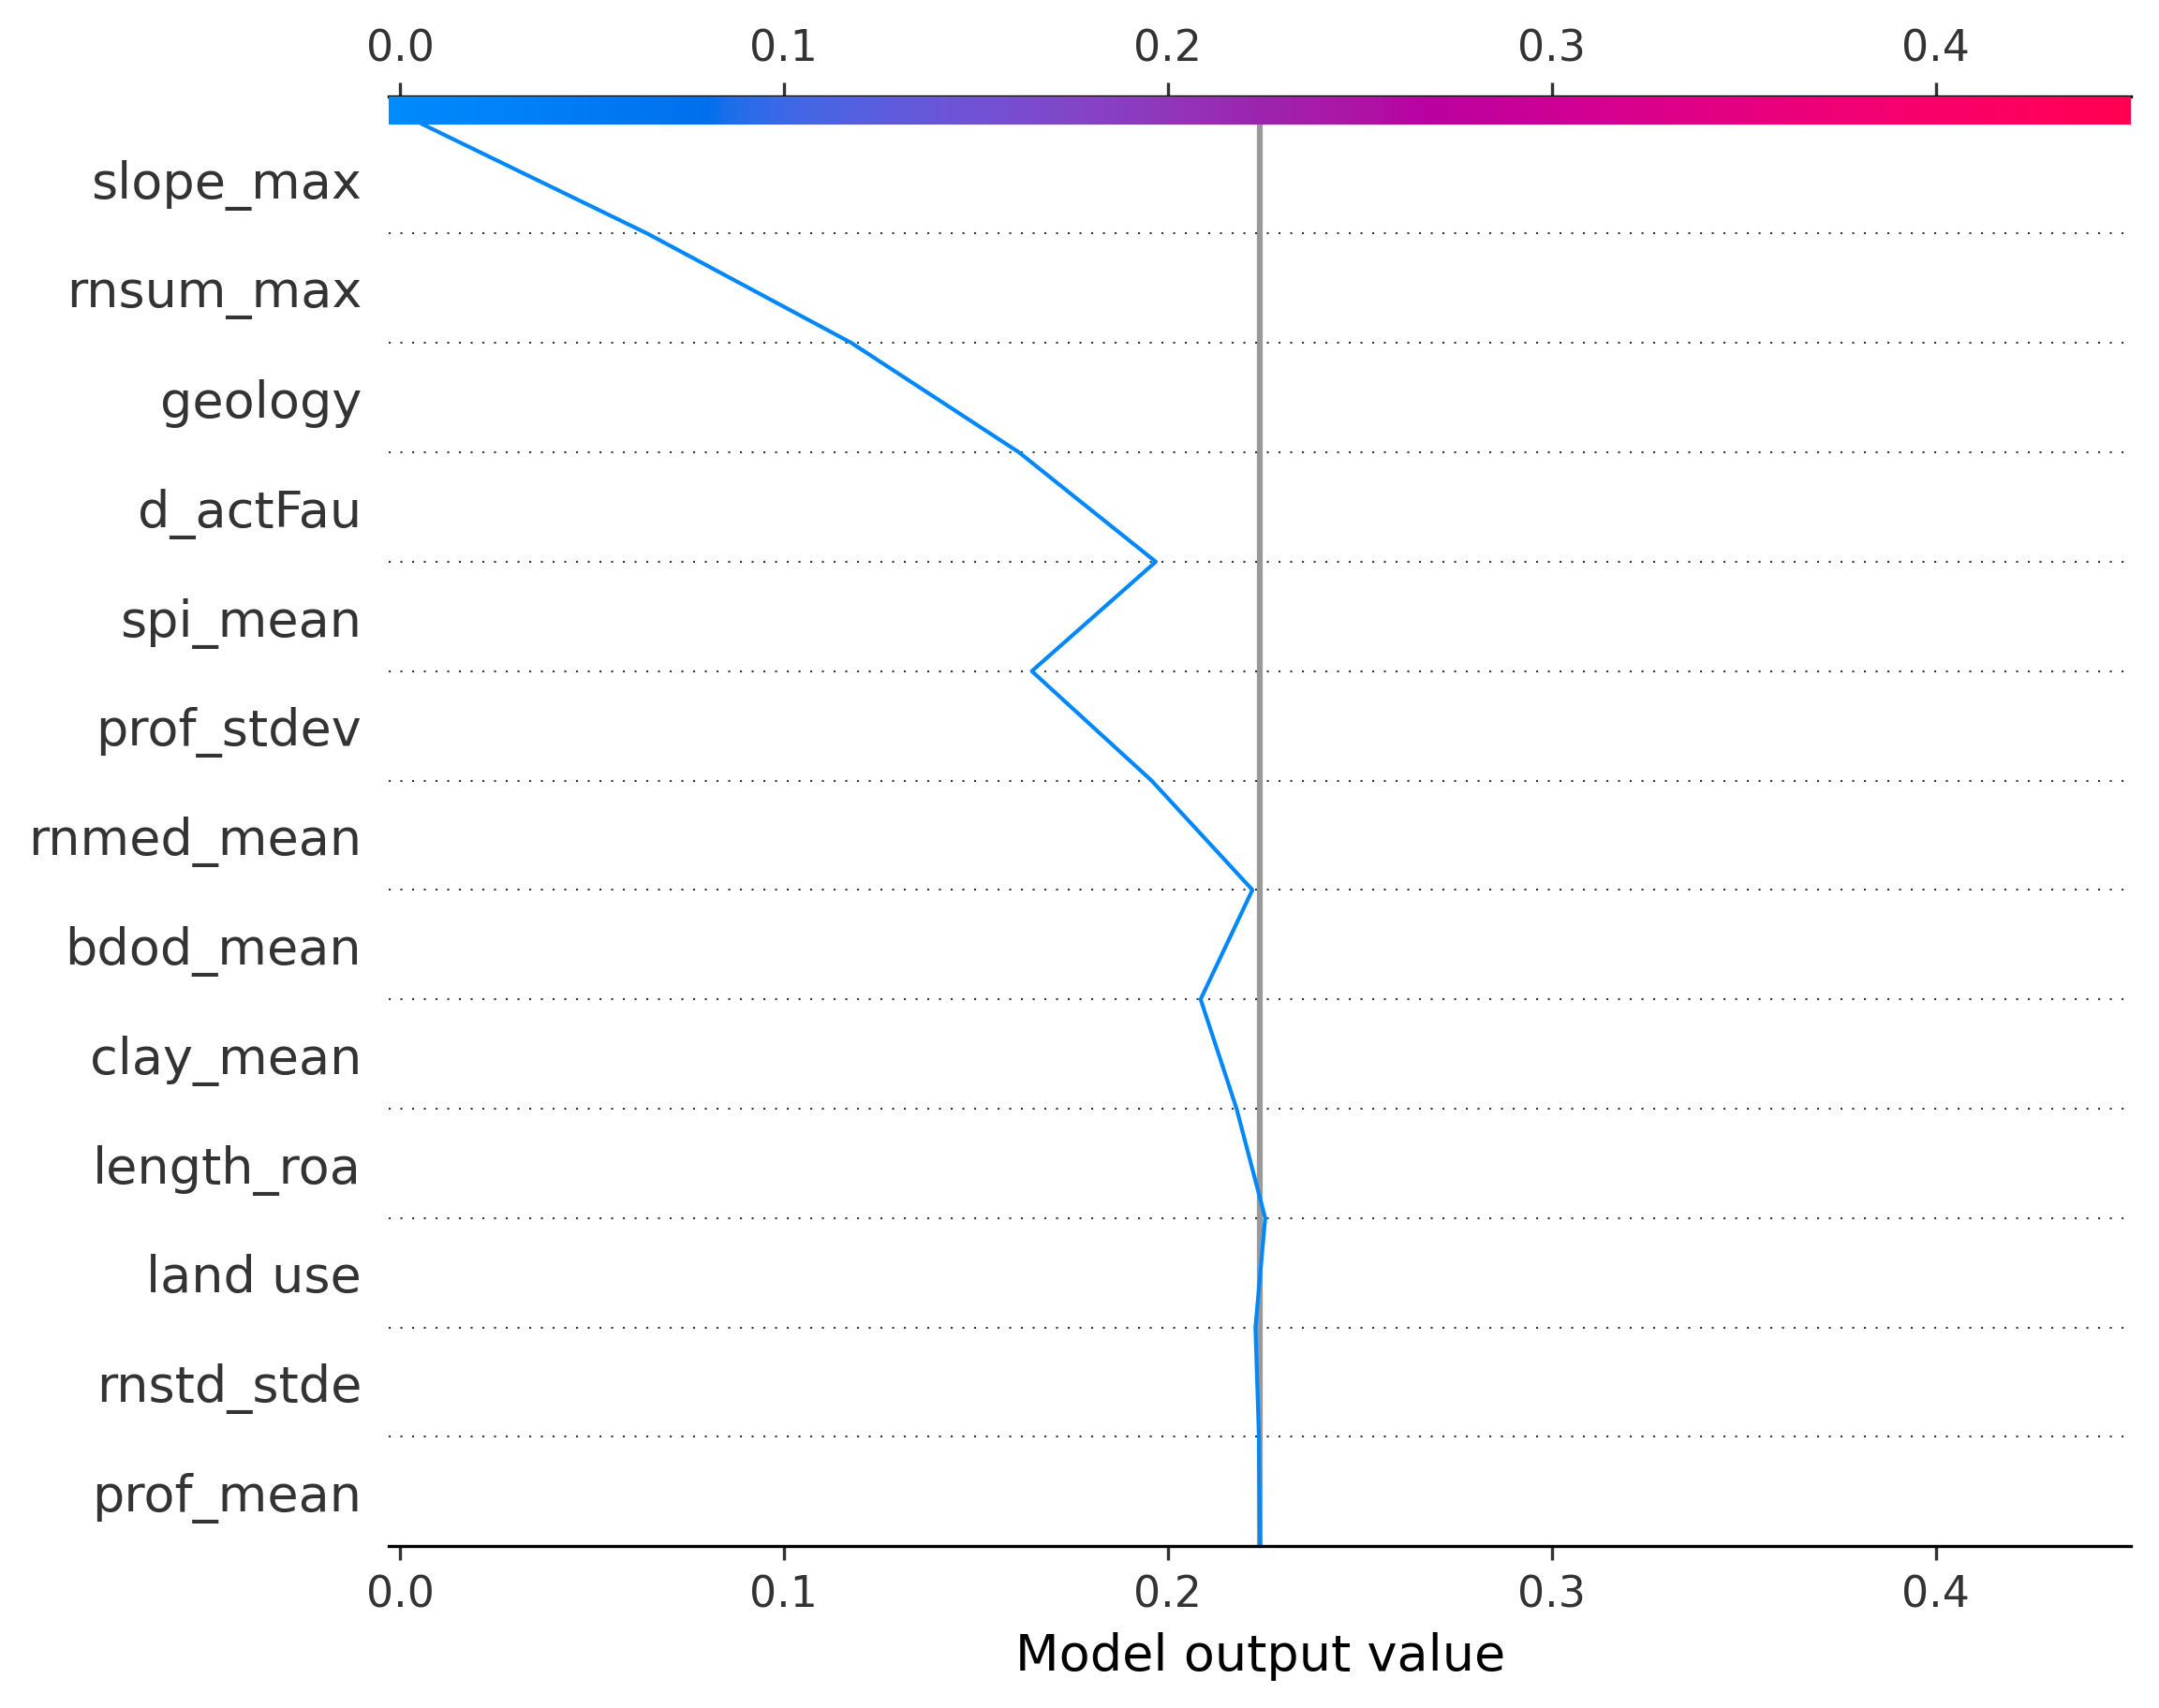 0.0 0.1 0.2 0.3 0.4
slope_max
rnsum_max
geology
d_actFau
spi_mean
prof_stdev
rnmed_mean
bdod_mean
clay_mean
length_roa
land use
rnstd_stde
prof_mean
0.0 0.1 0.2 0.3 0.4
Model output value